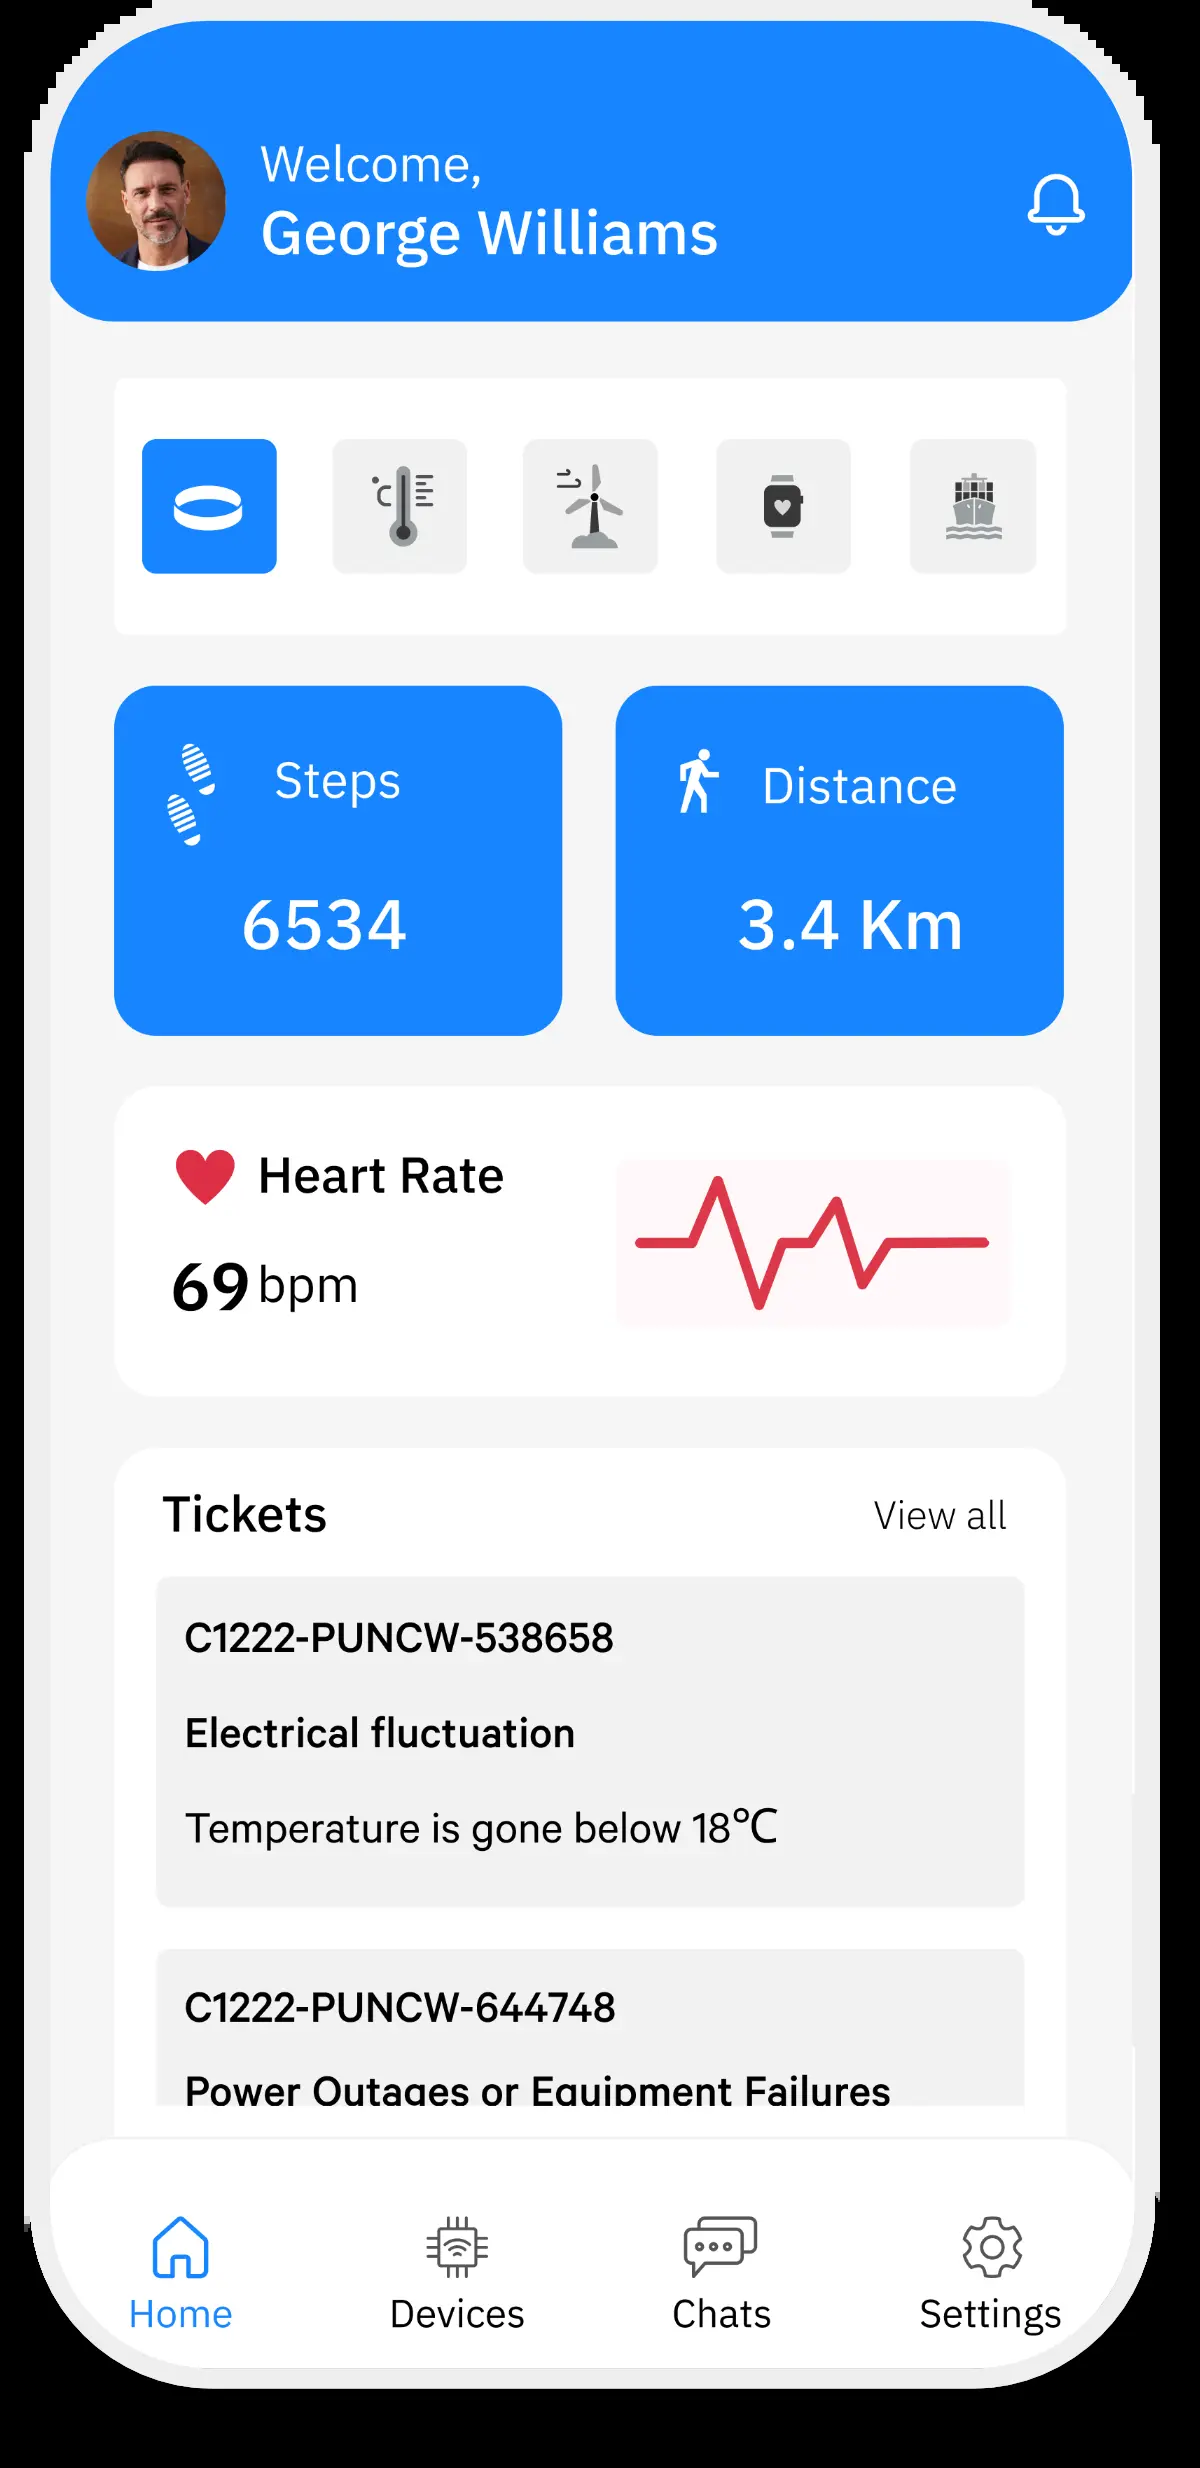 Welcome,
George Williams
°C
Steps
Distance
6534
3.4 Km
Heart Rate
69 bpm
Tickets
View all
C1222-PUNCW-538658
Electrical fluctuation
Temperature is gone below 18°C
C1222-PUNCW-644748
Power Outages or Equipment Failures
Home
Devices
Chats
Settings